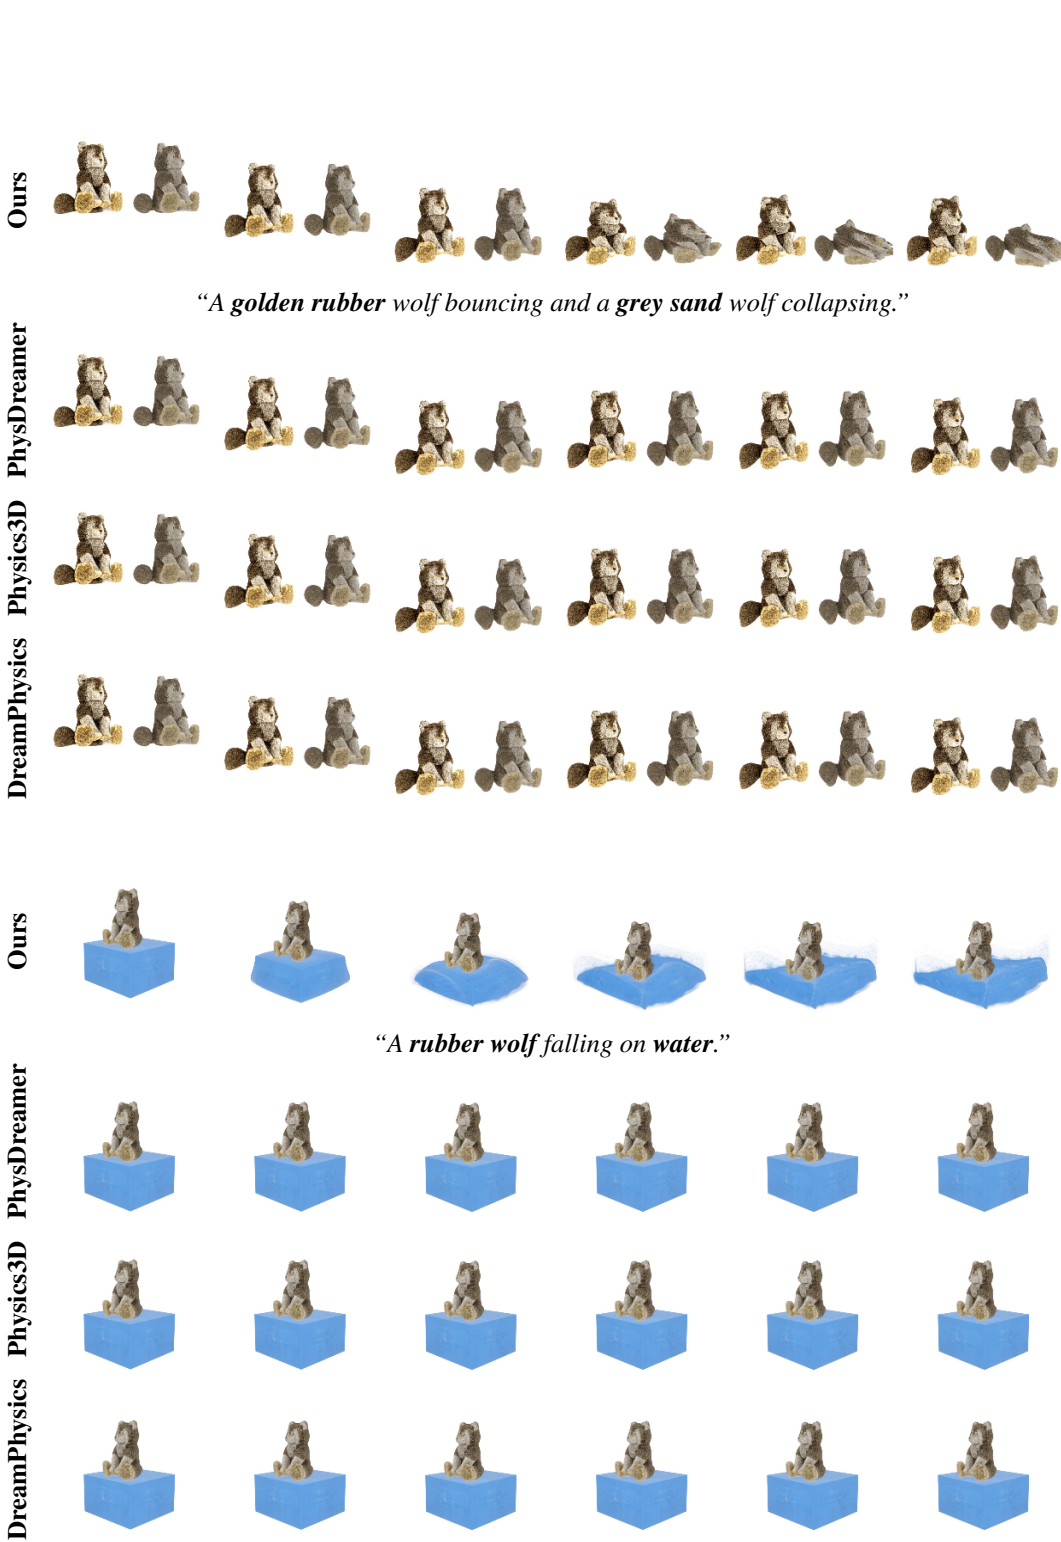 Ours
“A golden rubber wolf bouncing and a grey sand wolf collapsing.”
PhysDreamer
Physics3D
DreamPhysics
Ours
“A rubber wolf falling on water.”
PhysDreamer
Physics3D
DreamPhysics